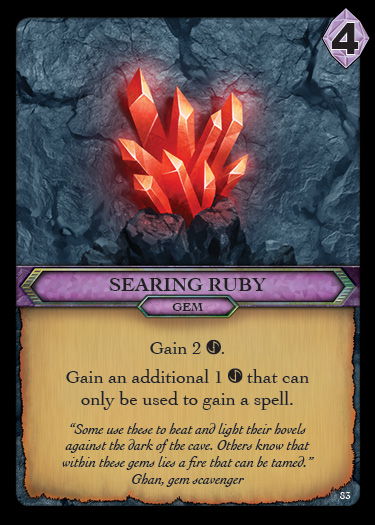 4
SEARING RUBY
GEM
Gain 2 .
Gain an additional 1  that can
only be used to gain a spell.
"Some use these to heat and light their hovels
against the dark of the cave. Others know that
within these gems lies a fire that can be tamed."
Ghan, gem scavenger
83